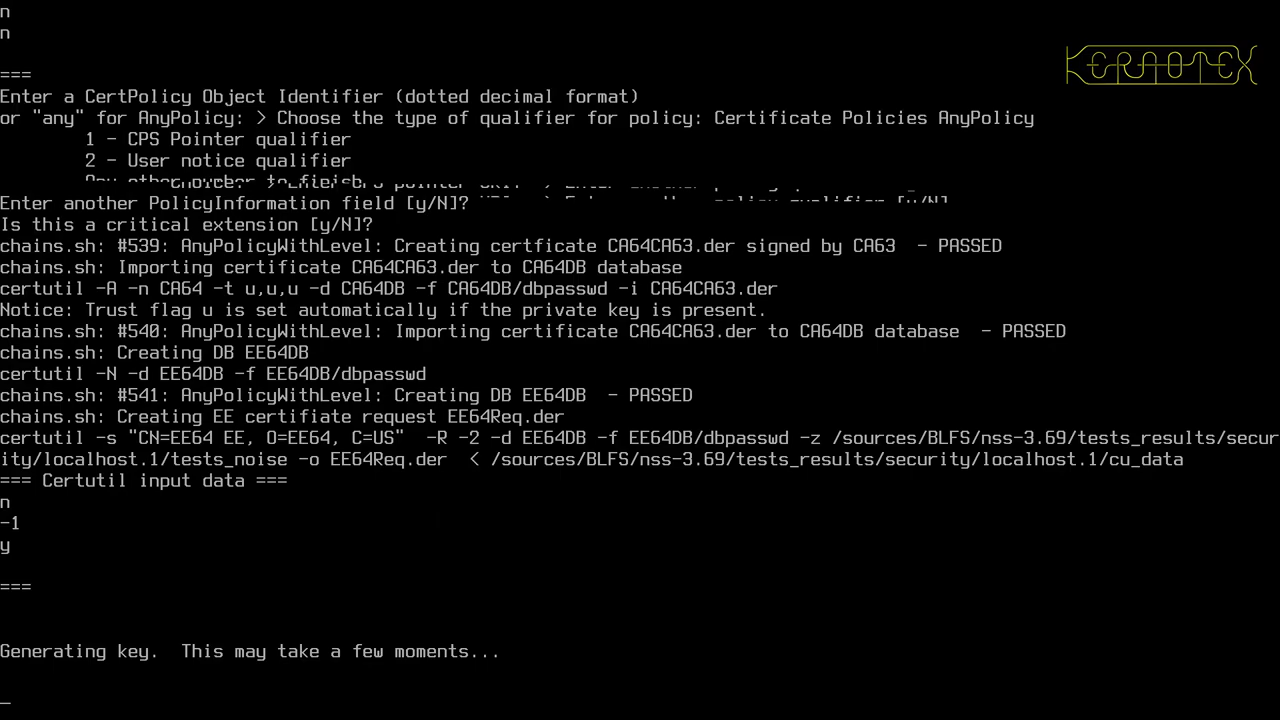 n
n
KERNOTEX
===
Enter a CertPolicy Object Identifier (dotted decimal format)
or "any" for AnyPolicy: > Choose the type of qualifier for policy: Certificate Policies AnyPolicy
1 - CPS Pointer qualifier
2 - User notice qualifier
Any other number to finish
Enter another PolicyInformation field [y/N]?
Is this a critical extension [y/N]?
chains.sh: #539: AnyPolicyWithLevel: Creating certficate CA64CA63.der signed by CA63  - PASSED
chains.sh: Importing certificate CA64CA63.der to CA64DB database
certutil -A -n CA64 -t u,u,u -d CA64DB -f CA64DB/dbpasswd -i CA64CA63.der
Notice: Trust flag u is set automatically if the private key is present.
chains.sh: #540: AnyPolicyWithLevel: Importing certificate CA64CA63.der to CA64DB database  - PASSED
chains.sh: Creating DB EE64DB
certutil -N -d EE64DB -f EE64DB/dbpasswd
chains.sh: #541: AnyPolicyWithLevel: Creating DB EE64DB  - PASSED
chains.sh: Creating EE certifiate request EE64Req.der
certutil -s "CN=EE64 EE, O=EE64, C=US"  -R -2 -d EE64DB -f EE64DB/dbpasswd -z /sources/BLFS/nss-3.69/tests_results/secur
ity/localhost.1/tests_noise -o EE64Req.der  < /sources/BLFS/nss-3.69/tests_results/security/localhost.1/cu_data
=== Certutil input data ===
n
-1
y
===
Generating key.  This may take a few moments...
_